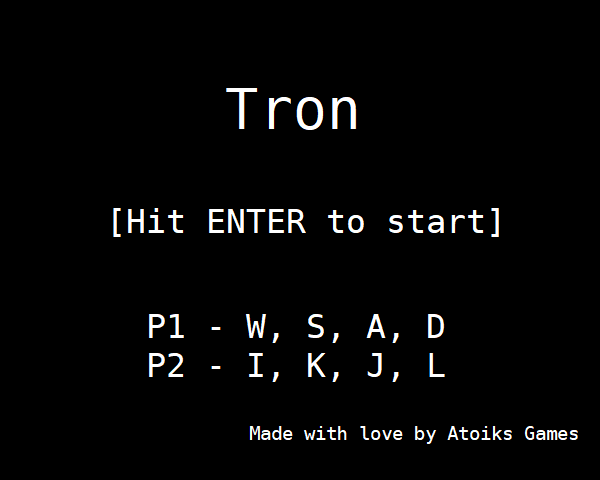 Tron
[Hit ENTER to start]
P1 - W, S, A, D
P2 - I, K, J, L
Made with love by Atoiks Games